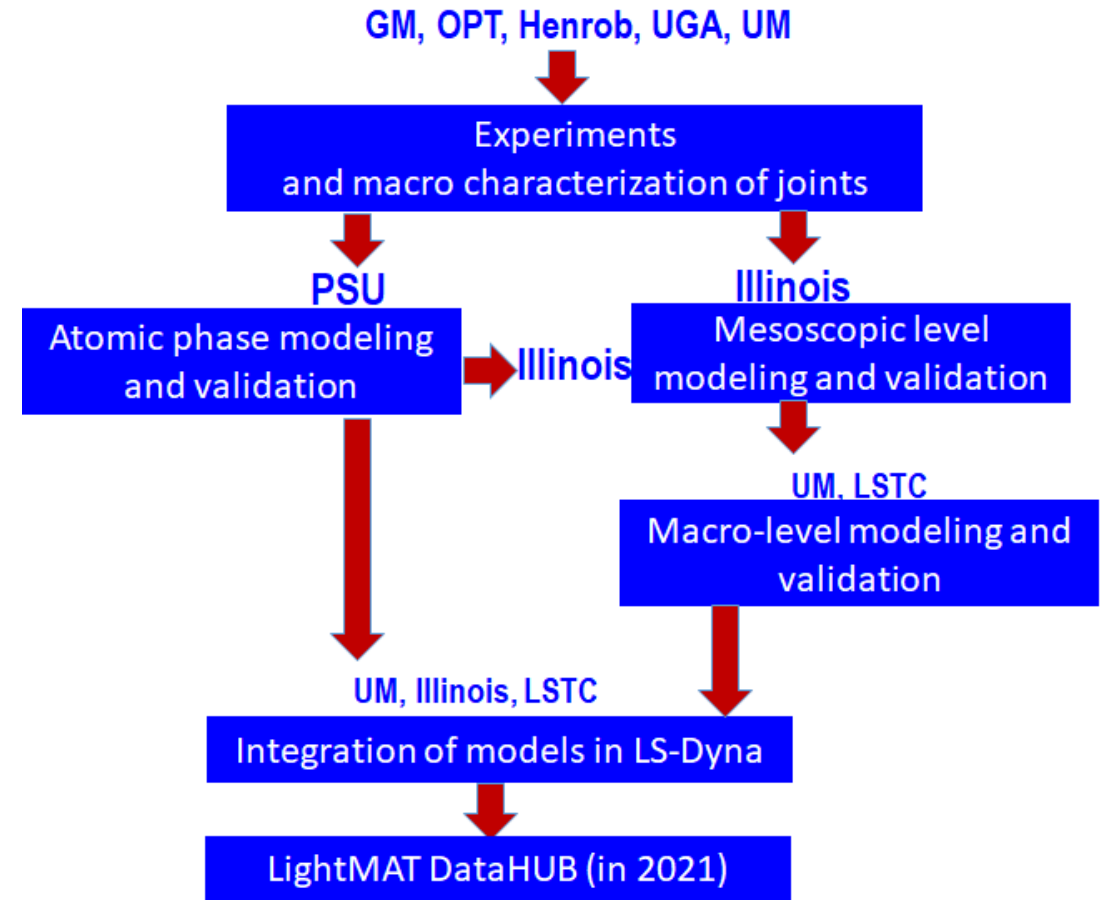 GM, OPT, Henrob, UGA, UM
Experiments
and macro characterization of joints
PSU
Illinois
Atomic phase modeling
and validation
Illinois
Mesoscopic level
modeling and validation
UM, LSTC
Macro-level modeling and
validation
UM, Illinois, LSTC
Integration of models in LS-Dyna
LightMAT DataHUB (in 2021)